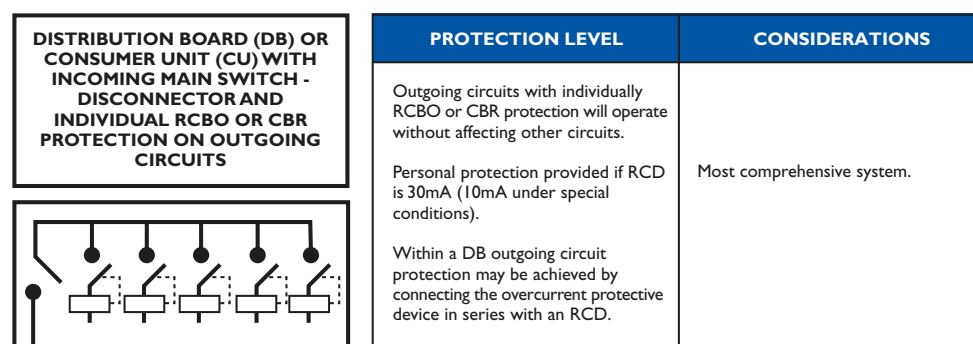 DISTRIBUTION BOARD (DB) OR
CONSUMER UNIT (CU) WITH
INCOMING MAIN SWITCH -
DISCONNECTOR AND
INDIVIDUAL RCBO OR CBR
PROTECTION ON OUTGOING
CIRCUITS
PROTECTION LEVEL
Outgoing circuits with individually
RCBO or CBR protection will operate
without affecting other circuits.
Personal protection provided if RCD
is 30mA (10mA under special
conditions).
Within a DB outgoing circuit
protection may be achieved by
connecting the overcurrent protective
device in series with an RCD.
CONSIDERATIONS
Most comprehensive system.